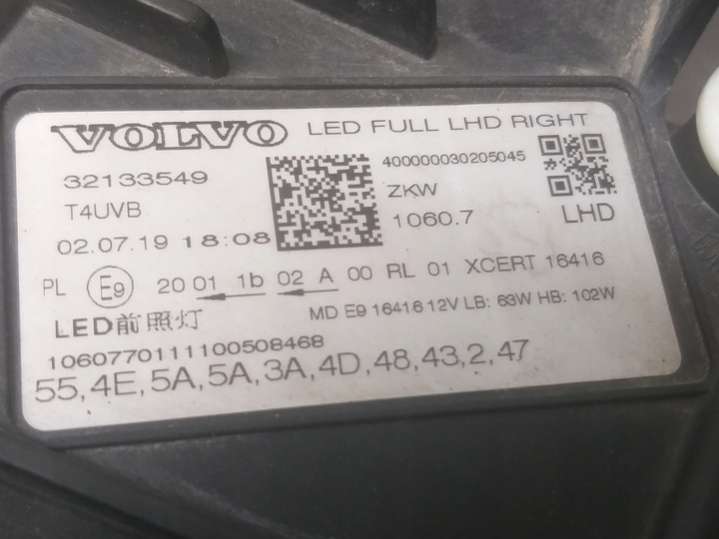 VOLVO LED FULL LHD RIGHT
32133549
400000030205045
T4UVB
ZKW
02.07.19 18:08
1060.7
LHD
PL E9 20 01 1b 02 A 00 RL 01 XCERT 16416
LED前照灯
MD E9 16416 12V LB: 63W HB: 102W
1060770111100508468
55,4E,5A,5A,3A,4D,48,43,2,47